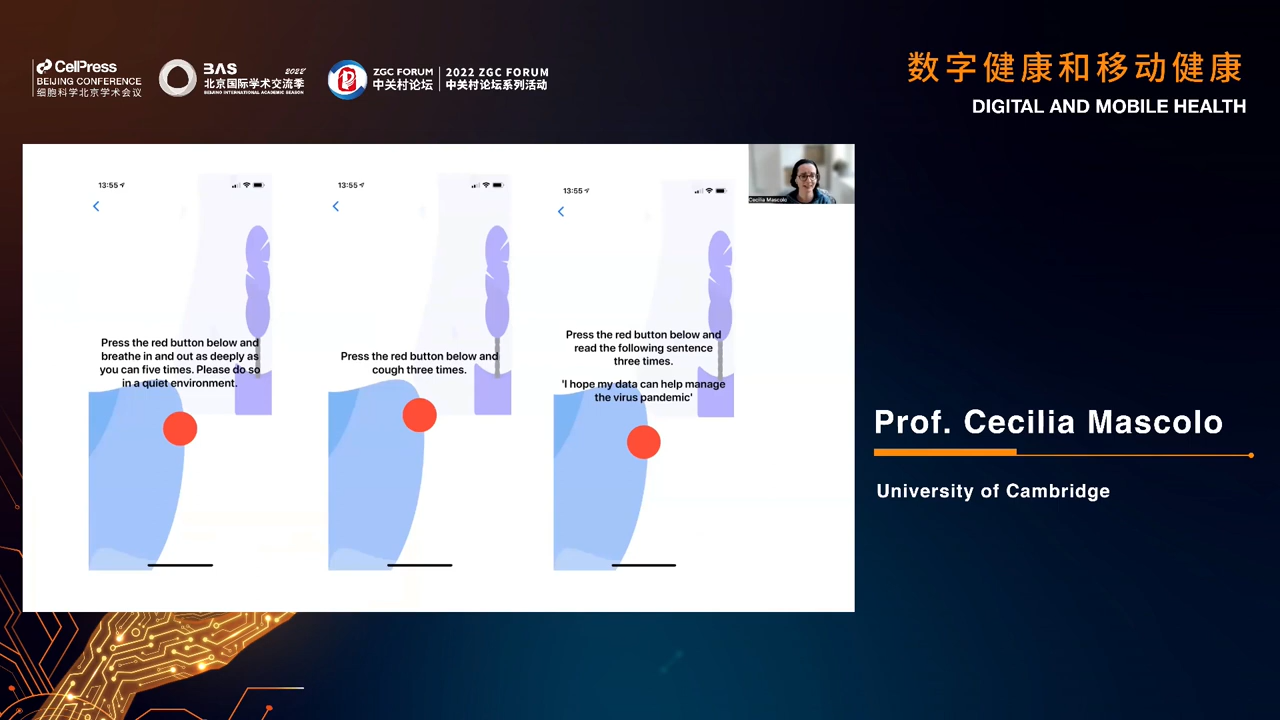 CellPress
BEIJING CONFERENCE
细胞科学北京学术会议
BAS 2022
北京国际学术交流季
BEIJING INTERNATIONAL ACADEMIC SEASON
ZGC FORUM
中关村论坛
2022 ZGC FORUM
中关村论坛系列活动
数字健康和移动健康
DIGITAL AND MOBILE HEALTH
13:55
Press the red button below and
breathe in and out as deeply as
you can five times. Please do so
in a quiet environment.
13:55
Press the red button below and
cough three times.
13:55
Press the red button below and
read the following sentence
three times.
'I hope my data can help manage
the virus pandemic'
Cecilia Mascolo
Prof. Cecilia Mascolo
University of Cambridge